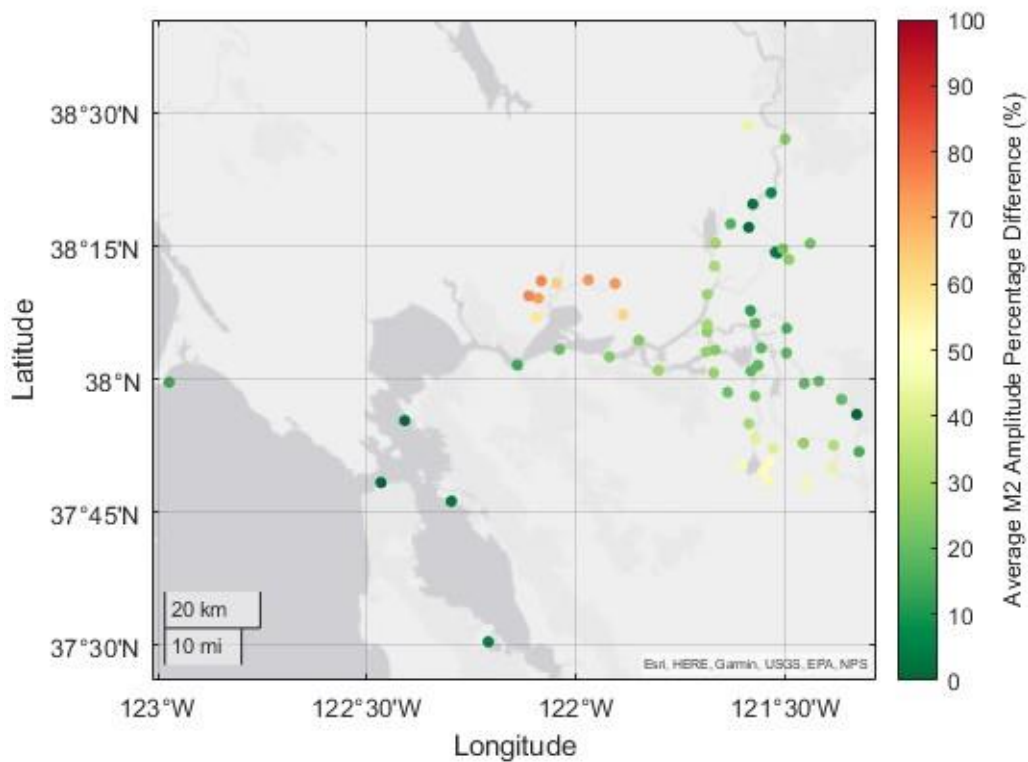 38°30'N
38°15'N
38°N
37°45'N
37°30'N
Latitude
20 km
10 mi
Esri, HERE, Garmin, USGS, EPA, NPS
123°W
122°30'W
122°W
121°30'W
Longitude
100
90
80
70
60
50
40
30
20
10
0
Average M2 Amplitude Percentage Difference (%)